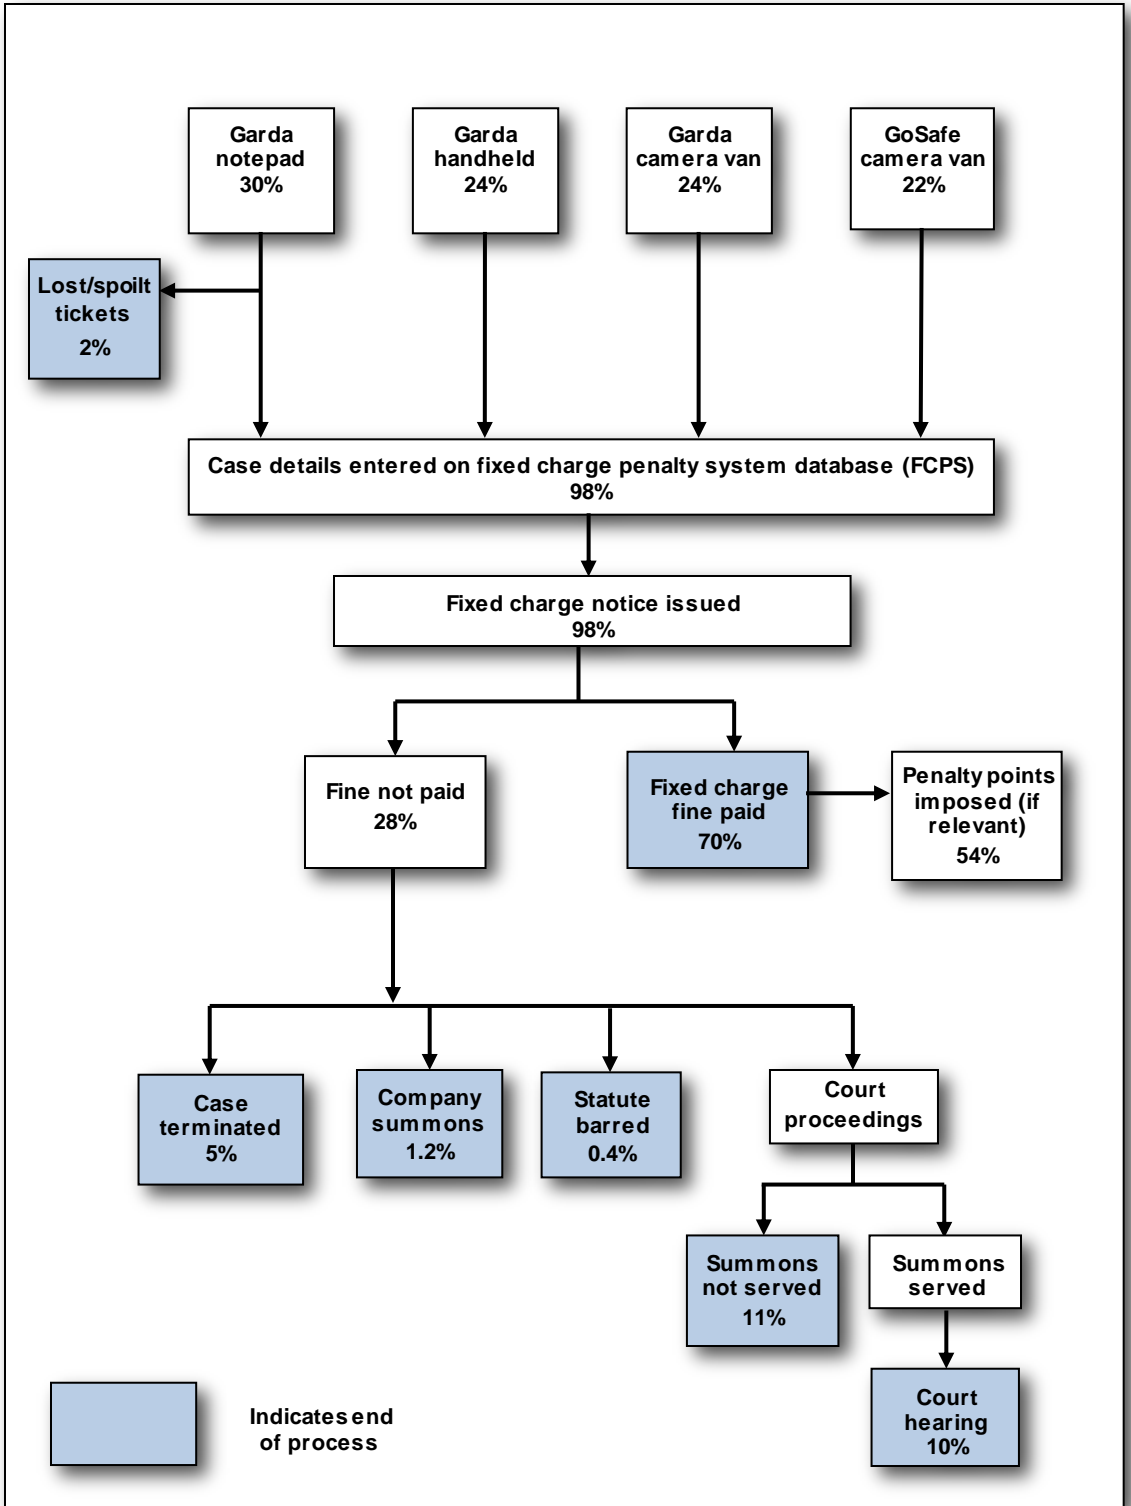 Garda
notepad
30%
Garda
handheld
24%
Garda
camera van
24%
GoSafe
camera van
22%
Lost/spoilt
tickets
2%
Case details entered on fixed charge penalty system database (FCPS)
98%
Fixed charge notice issued
98%
Fine not paid
28%
Fixed charge
fine paid
70%
Penalty points
imposed (if
relevant)
54%
Case
terminated
5%
Company
summons
1.2%
Statute
barred
0.4%
Court
proceedings
Summons
not served
11%
Summons
served
Court
hearing
10%
Indicates end
of process